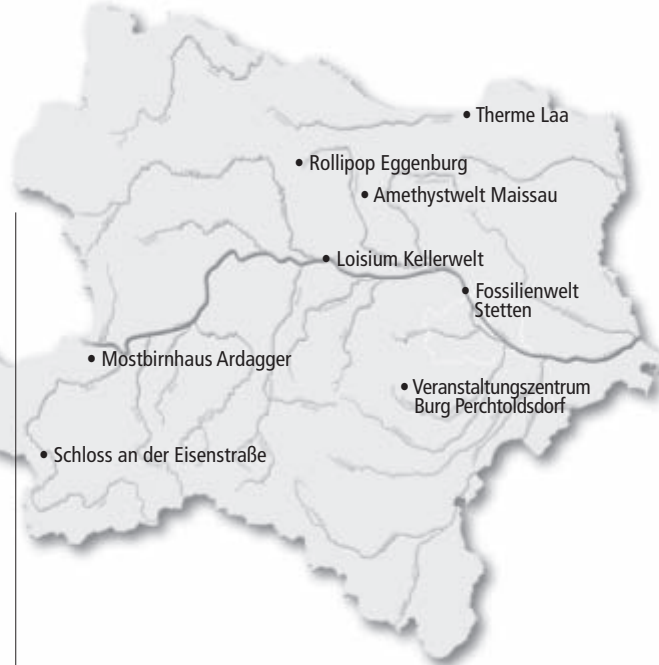 • Therme Laa
• Rollipop Eggenburg
• Amethystwelt Maissau
• Loisium Kellerwelt
• Fossilienwelt
Stetten
• Mostbirnhaus Ardagger
• Veranstaltungszentrum
Burg Perchtoldsdorf
• Schloss an der Eisenstraße